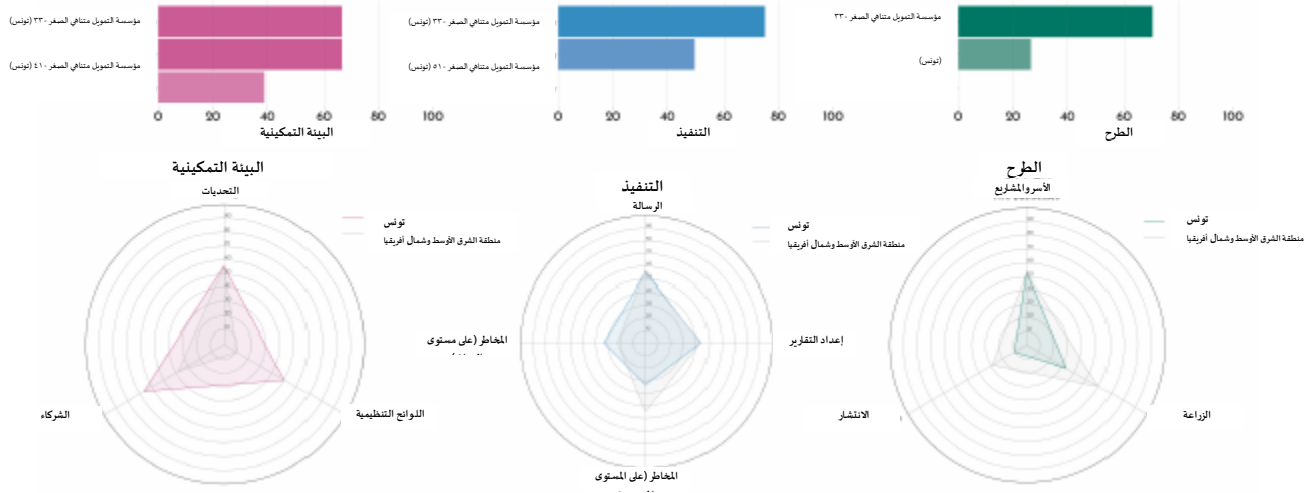 مؤسسة التمويل متناهي الصغر ٣٣٠ (تونس)
مؤسسة التمويل متناهي الصغر ٤١٠ (تونس)
0 20 40 60 80 100
البيئة التمكينية
مؤسسة التمويل متناهي الصغر ٣٣٠ (تونس)
مؤسسة التمويل متناهي الصغر ٥١٠ (تونس)
0 20 40 60 80 100
التنفيذ
مؤسسة التمويل متناهي الصغر ٣٣٠
(تونس)
0 20 40 60 80 100
الطرح
البيئة التمكينية
التحديات
تونس
منطقة الشرق الأوسط وشمال أفريقيا
الشركاء
اللوائح التنظيمية
التنفيذ
الرسالة
تونس
منطقة الشرق الأوسط وشمال أفريقيا
المخاطر (على مستوى
إعداد التقارير
المخاطر (على المستوى
الطرح
الأسر والمشاريع
تونس
منطقة الشرق الأوسط وشمال أفريقيا
الانتشار
الزراعة